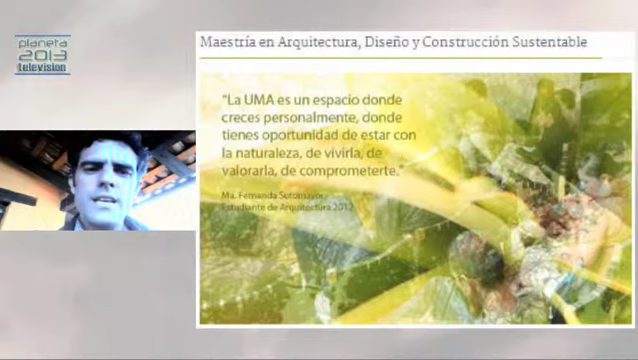 planeta
2013
television
Maestría en Arquitectura, Diseño y Construcción Sustentable
"La UMA es un espacio donde
creces personalmente, donde
tienes oportunidad de estar con
la naturaleza, de vivirla, de
valorarla, de comprometerte."
Ma. Fernanda Sotomayor
Estudiante de Arquitectura 2012